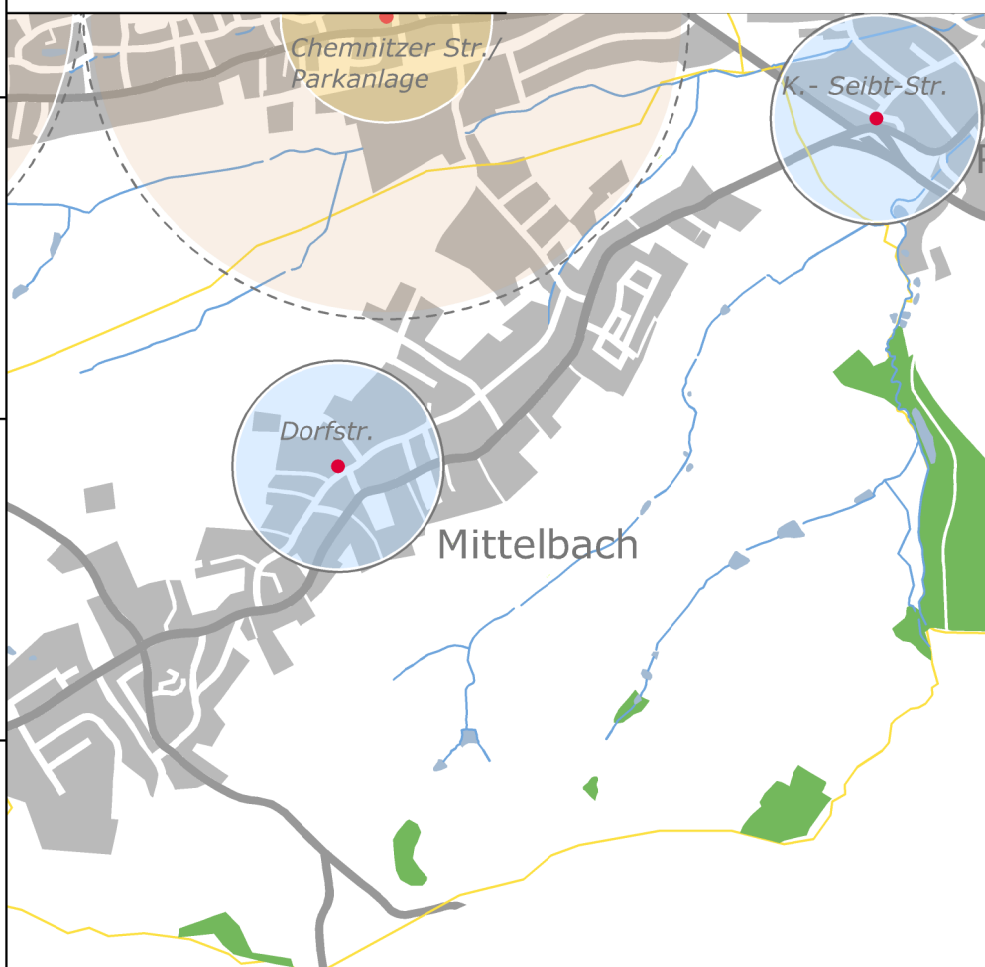 Chemnitzer Str./
Parkanlage
K.- Seibt-Str.
Dorfstr.
Mittelbach